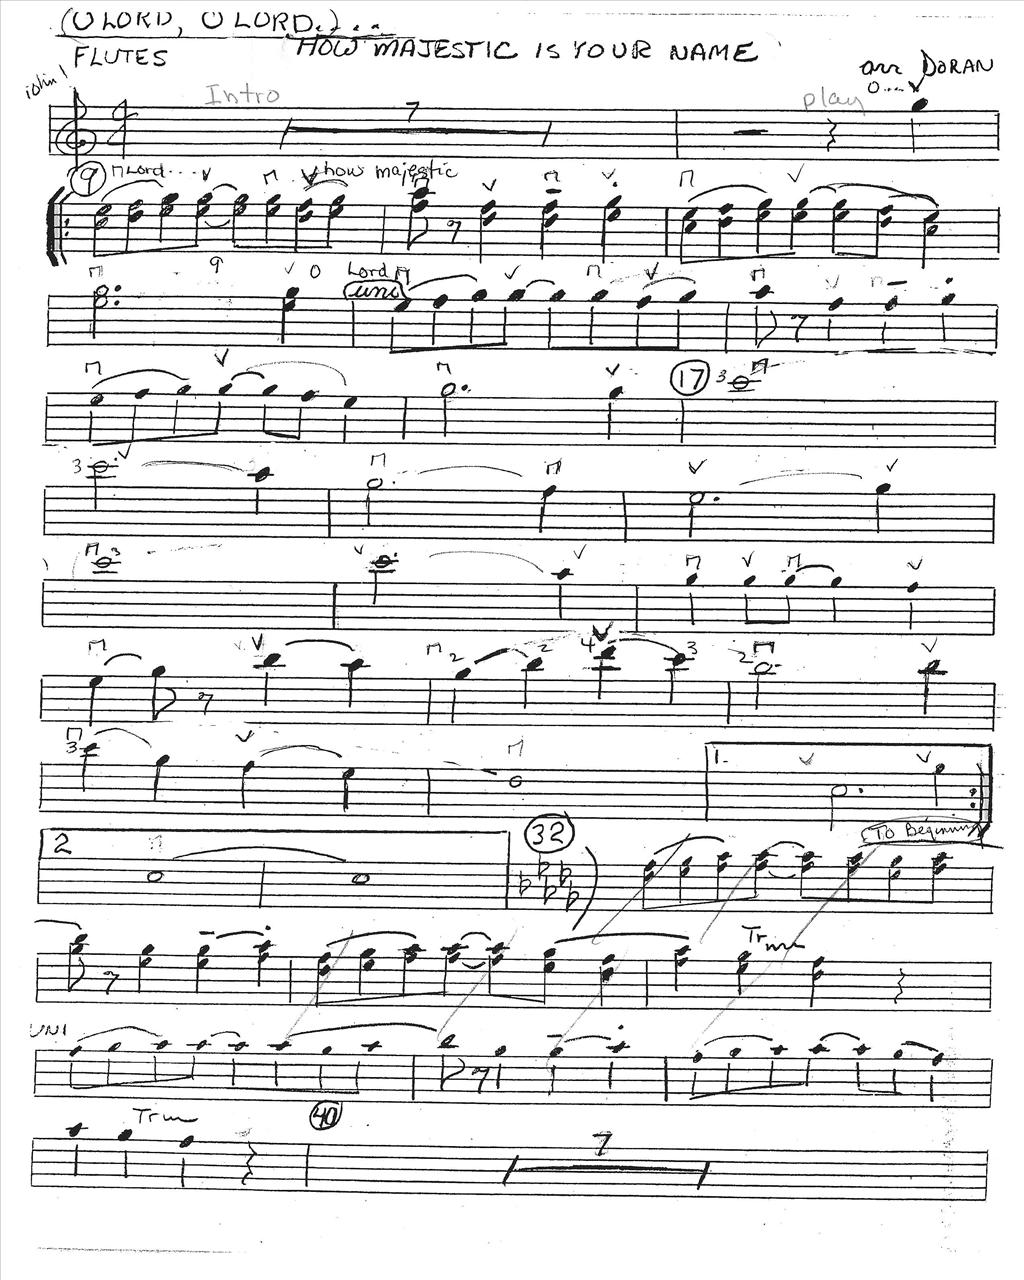 (O LORD, O LORD..)...
HOW MAJESTIC IS YOUR NAME
FLUTES
arr DORAN
violin 1
Intro
7
play
O...
9
Lord....
how majestic
9
O
Lord
uni
17
3
3
3
2
2
4
3
2
3
1.
To Beginning
2
32
Tr
UNI
Tr
40
7